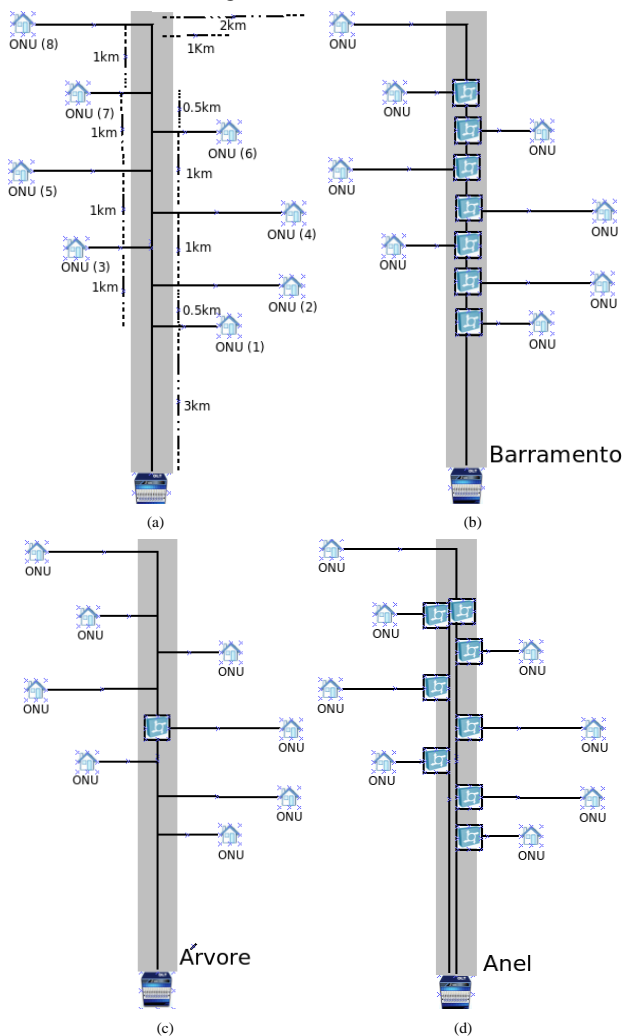 ONU (8)
2km
1Km
1km
ONU (7)
0.5km
1km
ONU (6)
1km
ONU (5)
1km
ONU (4)
ONU (3)
1km
1km
ONU (2)
0.5km
ONU (1)
3km
(a)
ONU
ONU
ONU
ONU
ONU
ONU
ONU
ONU
Barramento
(b)
ONU
ONU
ONU
ONU
ONU
ONU
ONU
ONU
Árvore
(c)
ONU
ONU
ONU
ONU
ONU
ONU
ONU
ONU
Anel
(d)